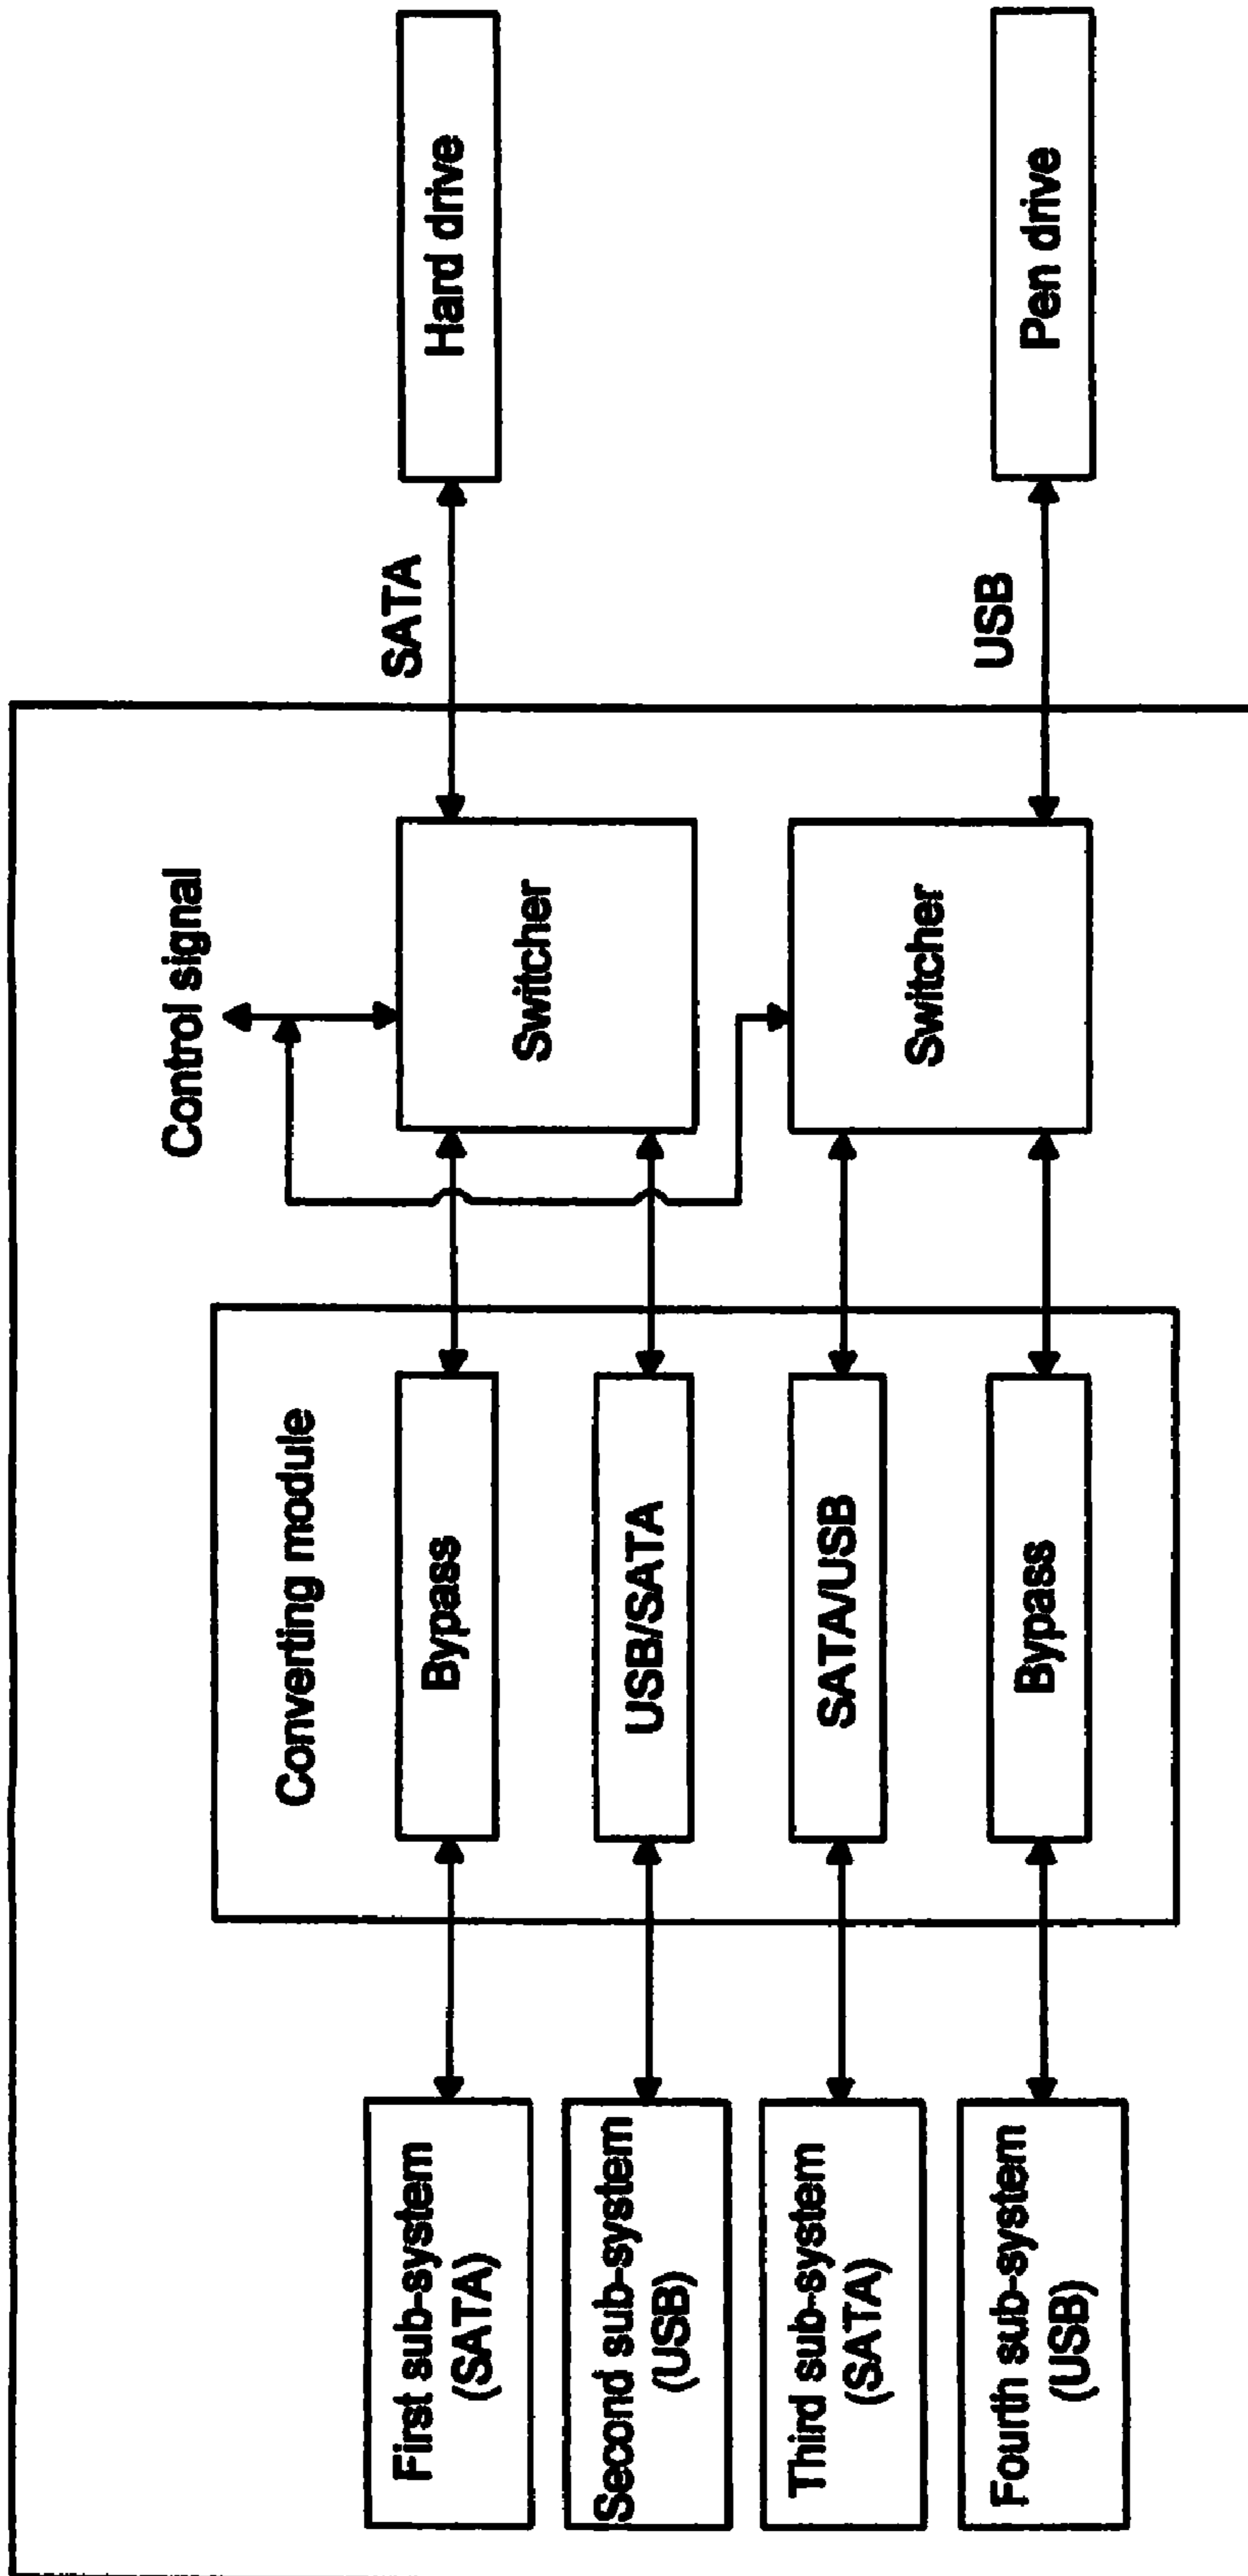 Control signal
Converting module
First sub-system
(SATA)
Bypass
Switcher
SATA
Hard drive
Second sub-system
(USB)
USB/SATA
Third sub-system
(SATA)
SATA/USB
Switcher
USB
Pen drive
Fourth sub-system
(USB)
Bypass